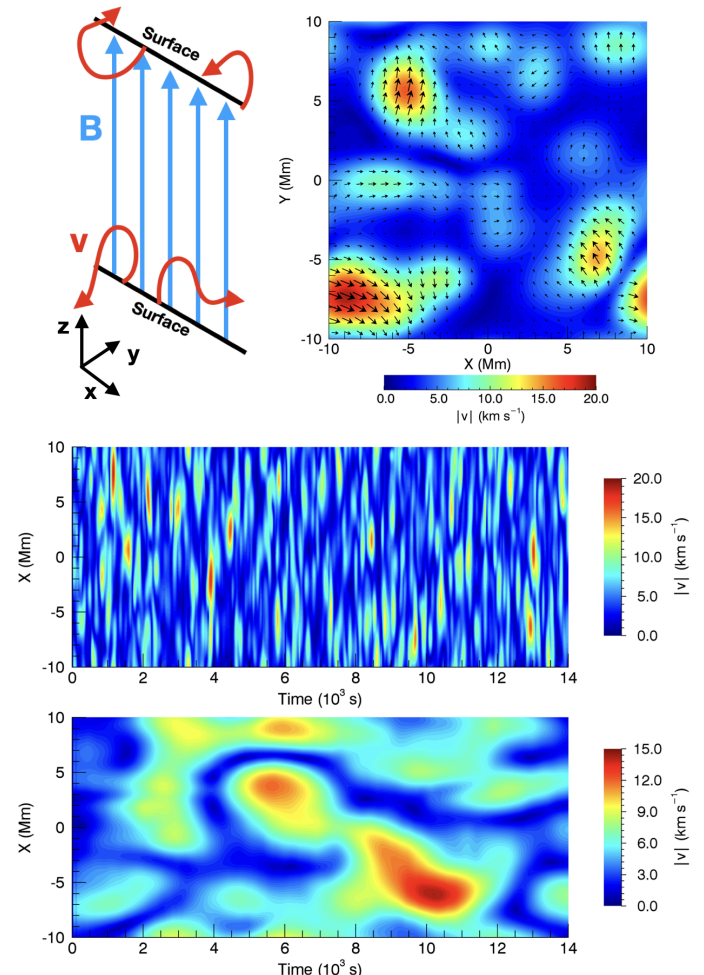 Surface
B
v
Surface
z
y
x
10
5
0
-5
-10
Y (Mm)
-10 -5 0 5 10
X (Mm)
0.0 5.0 10.0 15.0 20.0
|v| (km s⁻¹)
10
5
0
-5
-10
X (Mm)
0 2 4 6 8 10 12 14
Time (10³ s)
20.0
15.0
10.0
5.0
0.0
|v| (km s⁻¹)
10
5
0
-5
-10
X (Mm)
0 2 4 6 8 10 12 14
Time (10³ s)
15.0
12.0
9.0
6.0
3.0
0.0
|v| (km s⁻¹)